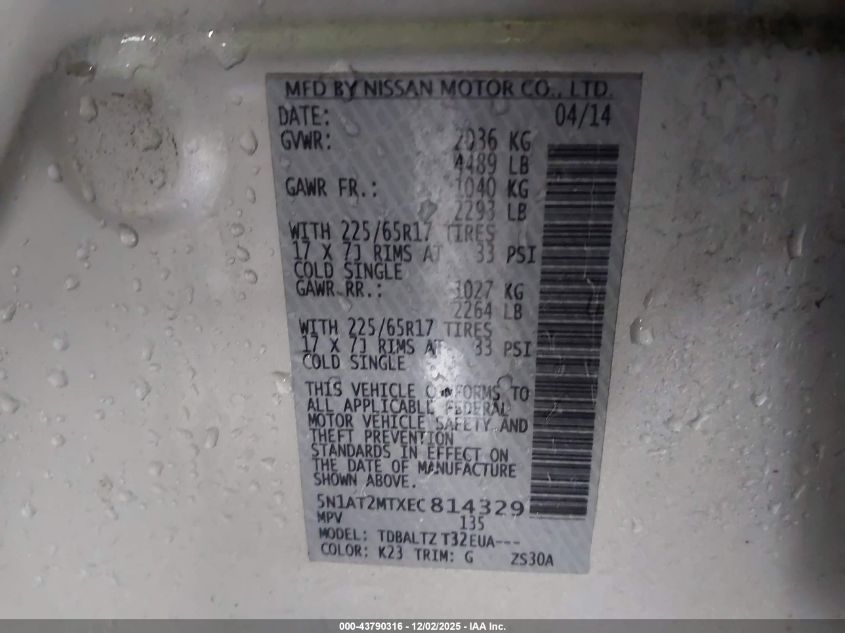 MFD BY NISSAN MOTOR CO., LTD.
DATE: 04/14
GVWR: 2036 KG
4489 LB
GAWR FR.: 1040 KG
2293 LB
WITH 225/65R17 TIRES
17 X 7J RIMS AT 33 PSI
COLD SINGLE
GAWR RR.: 1027 KG
2264 LB
WITH 225/65R17 TIRES
17 X 7J RIMS AT 33 PSI
COLD SINGLE
THIS VEHICLE CONFORMS TO
ALL APPLICABLE FEDERAL
MOTOR VEHICLE SAFETY AND
THEFT PREVENTION
STANDARDS IN EFFECT ON
THE DATE OF MANUFACTURE
SHOWN ABOVE.
5N1AT2MTXEC814329
MPV 135
MODEL: TDBALTZ T32EUA---
COLOR: K23 TRIM: G ZS30A
000-43790316 - 12/02/2025 - IAA Inc.